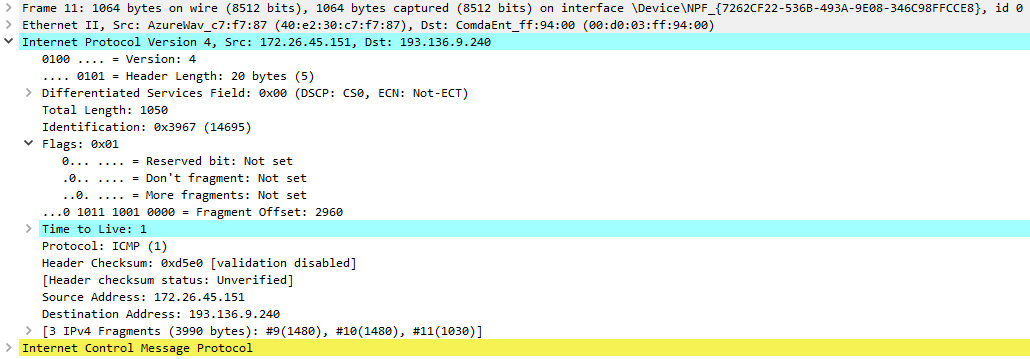 Frame 11: 1064 bytes on wire (8512 bits), 1064 bytes captured (8512 bits) on interface \Device\NPF_{7262CF22-536B-493A-9E08-346C98FFCCE8}, id 0
Ethernet II, Src: AzureWav_c7:f7:87 (40:e2:30:c7:f7:87), Dst: ComdaEnt_ff:94:00 (00:d0:03:ff:94:00)
Internet Protocol Version 4, Src: 172.26.45.151, Dst: 193.136.9.240
0100 .... = Version: 4
.... 0101 = Header Length: 20 bytes (5)
Differentiated Services Field: 0x00 (DSCP: CS0, ECN: Not-ECT)
Total Length: 1050
Identification: 0x3967 (14695)
Flags: 0x01
0... .... = Reserved bit: Not set
.0.. .... = Don't fragment: Not set
..0. .... = More fragments: Not set
...0 1011 1001 0000 = Fragment Offset: 2960
Time to Live: 1
Protocol: ICMP (1)
Header Checksum: 0xd5e0 [validation disabled]
[Header checksum status: Unverified]
Source Address: 172.26.45.151
Destination Address: 193.136.9.240
[3 IPv4 Fragments (3990 bytes): #9(1480), #10(1480), #11(1030)]
Internet Control Message Protocol